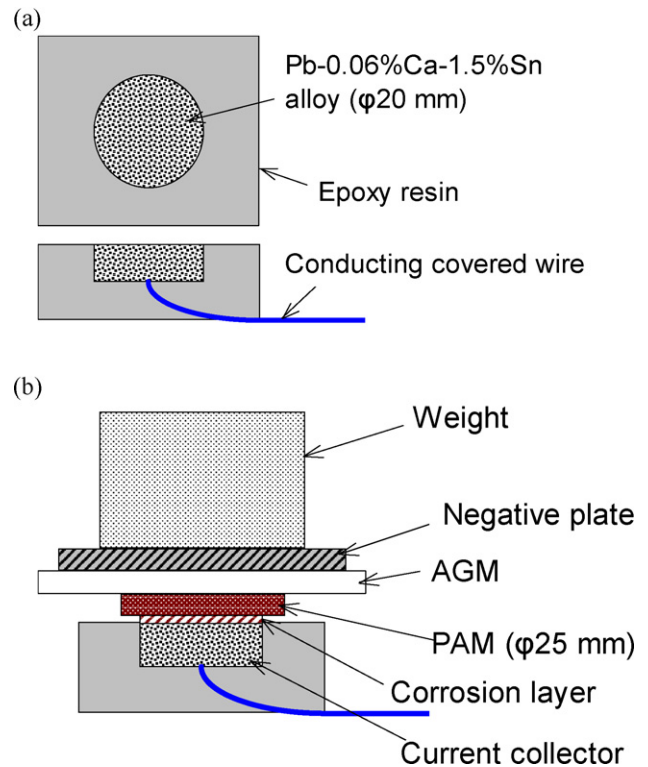 (a)
Pb-0.06%Ca-1.5%Sn
alloy (φ20 mm)
Epoxy resin
Conducting covered wire
(b)
Weight
Negative plate
AGM
PAM (φ25 mm)
Corrosion layer
Current collector